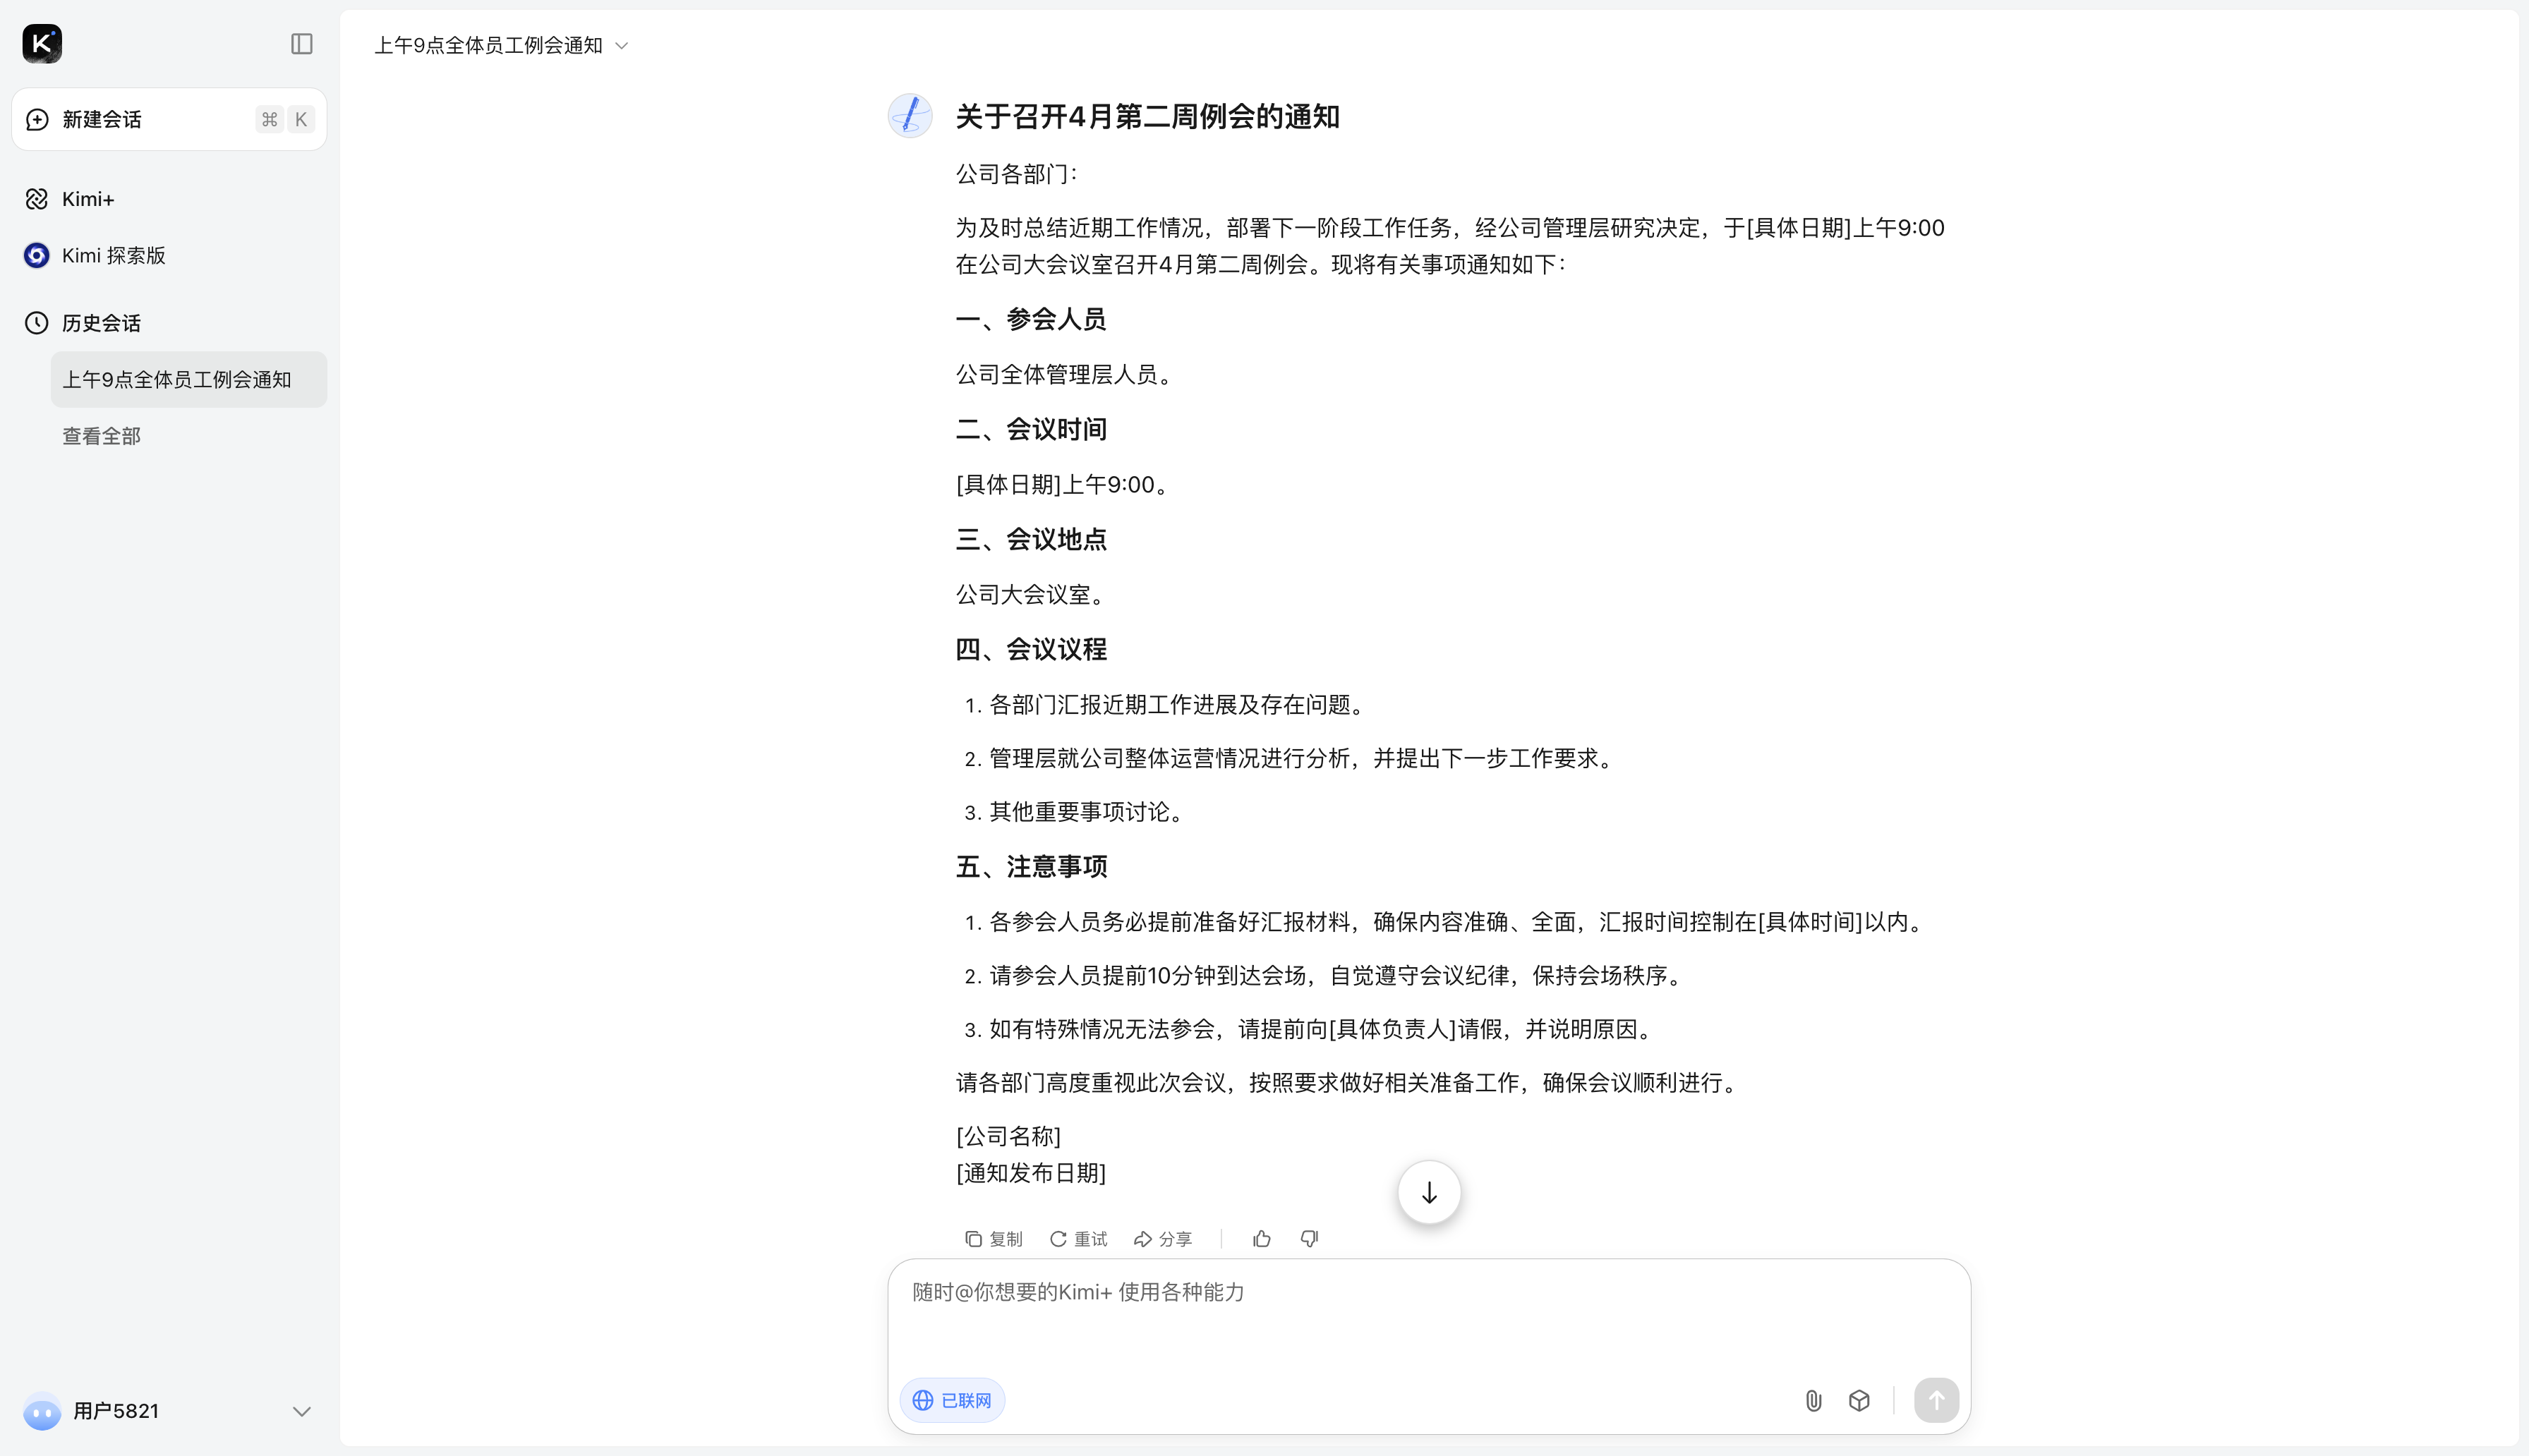 K
新建会话
⌘ K
Kimi+
Kimi 探索版
历史会话
上午9点全体员工例会通知
查看全部
用户5821
上午9点全体员工例会通知
关于召开4月第二周例会的通知
公司各部门：
为及时总结近期工作情况，部署下一阶段工作任务，经公司管理层研究决定，于[具体日期]上午9:00
在公司大会议室召开4月第二周例会。现将有关事项通知如下：
一、参会人员
公司全体管理层人员。
二、会议时间
[具体日期]上午9:00。
三、会议地点
公司大会议室。
四、会议议程
1. 各部门汇报近期工作进展及存在问题。
2. 管理层就公司整体运营情况进行分析，并提出下一步工作要求。
3. 其他重要事项讨论。
五、注意事项
1. 各参会人员务必提前准备好汇报材料，确保内容准确、全面，汇报时间控制在[具体时间]以内。
2. 请参会人员提前10分钟到达会场，自觉遵守会议纪律，保持会场秩序。
3. 如有特殊情况无法参会，请提前向[具体负责人]请假，并说明原因。
请各部门高度重视此次会议，按照要求做好相关准备工作，确保会议顺利进行。
[公司名称]
[通知发布日期]
复制 重试 分享
随时@你想要的Kimi+ 使用各种能力
已联网